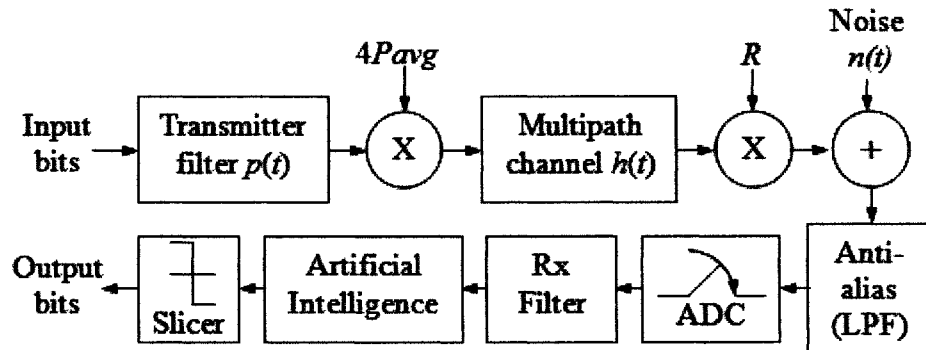 4Pavg
R
Noise
n(t)
Input
bits
Transmitter
filter p(t)
X
Multipath
channel h(t)
X
+
Output
bits
Slicer
Artificial
Intelligence
Rx
Filter
ADC
Anti-
alias
(LPF)